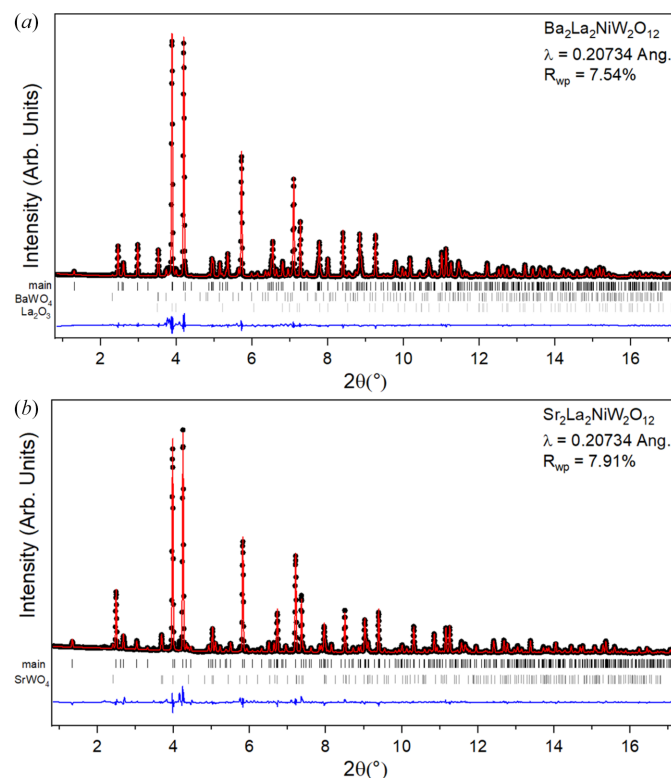 (a)
Ba₂La₂NiW₂O₁₂
λ = 0.20734 Ang.
R_wp = 7.54%
Intensity (Arb. Units)
main
BaWO₄
La₂O₃
2 4 6 8 10 12 14 16
2θ(°)
(b)
Sr₂La₂NiW₂O₁₂
λ = 0.20734 Ang.
R_wp = 7.91%
Intensity (Arb. Units)
main
SrWO₄
2 4 6 8 10 12 14 16
2θ(°)